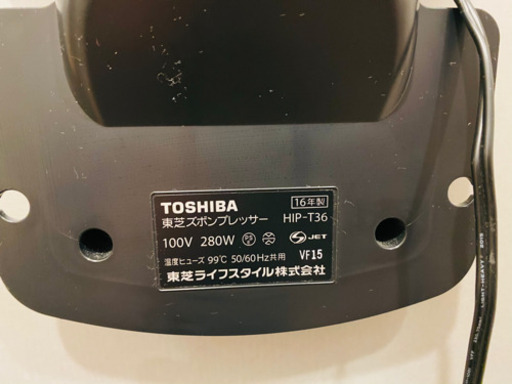 TOSHIBA 16年製
東芝ズボンプレッサー HIP-T36
100V 280W JET
温度ヒューズ 99℃ 50/60Hz共用 VF15
東芝ライフスタイル株式会社